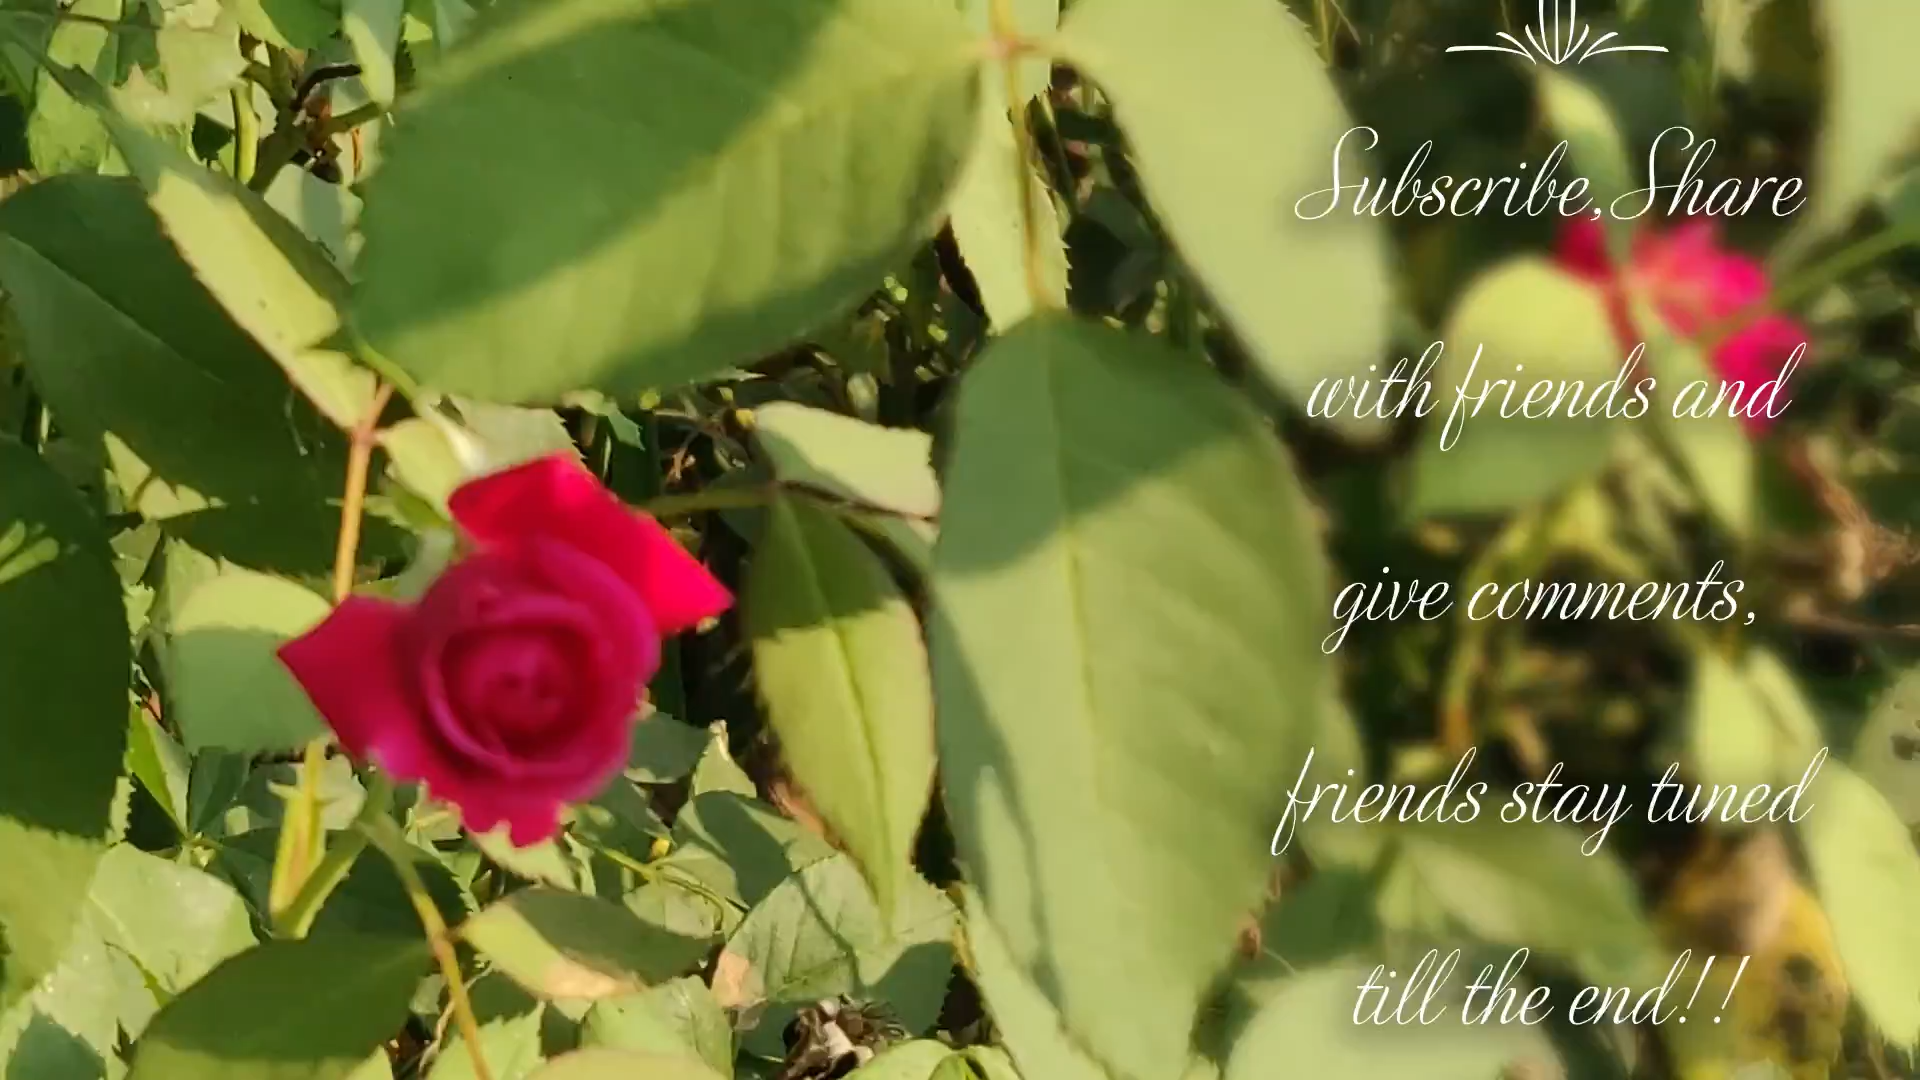 Subscribe,Share
with friends and
give comments,
friends stay tuned
till the end!!